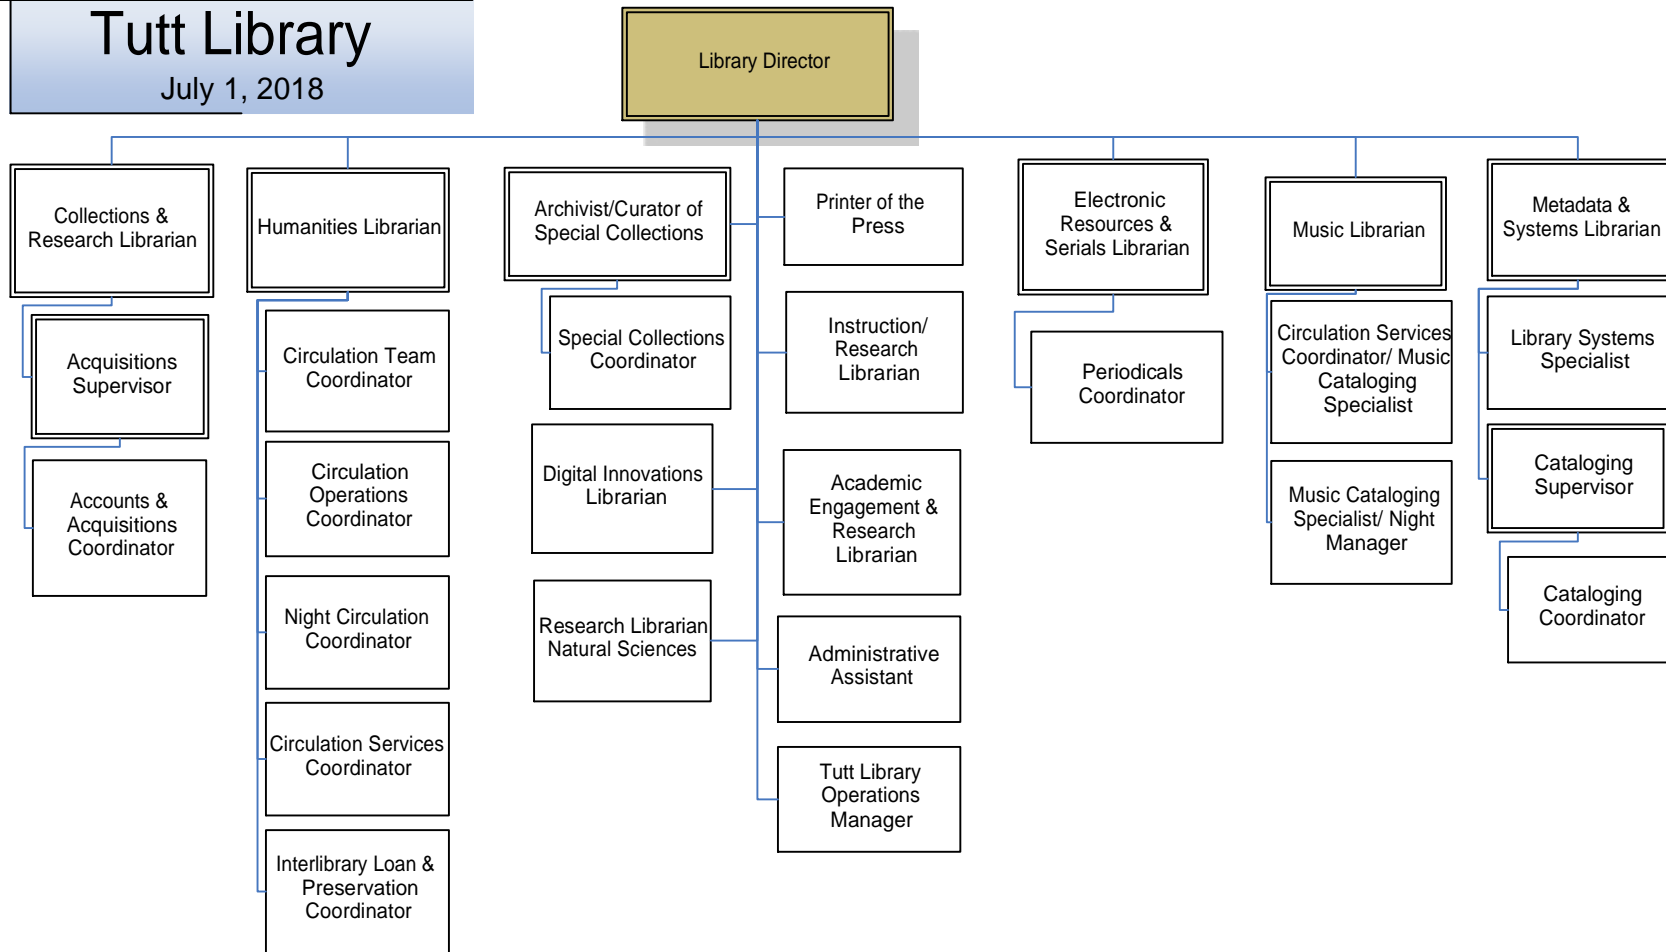 Tutt Library
July 1, 2018
Library Director
Collections &
Research Librarian
Acquisitions
Supervisor
Accounts &
Acquisitions
Coordinator
Humanities Librarian
Circulation Team
Coordinator
Circulation
Operations
Coordinator
Night Circulation
Coordinator
Circulation Services
Coordinator
Interlibrary Loan &
Preservation
Coordinator
Archivist/Curator of
Special Collections
Special Collections
Coordinator
Digital Innovations
Librarian
Research Librarian
Natural Sciences
Printer of the
Press
Instruction/
Research
Librarian
Academic
Engagement &
Research
Librarian
Administrative
Assistant
Tutt Library
Operations
Manager
Electronic
Resources &
Serials Librarian
Periodicals
Coordinator
Music Librarian
Circulation Services
Coordinator/ Music
Cataloging
Specialist
Music Cataloging
Specialist/ Night
Manager
Metadata &
Systems Librarian
Library Systems
Specialist
Cataloging
Supervisor
Cataloging
Coordinator